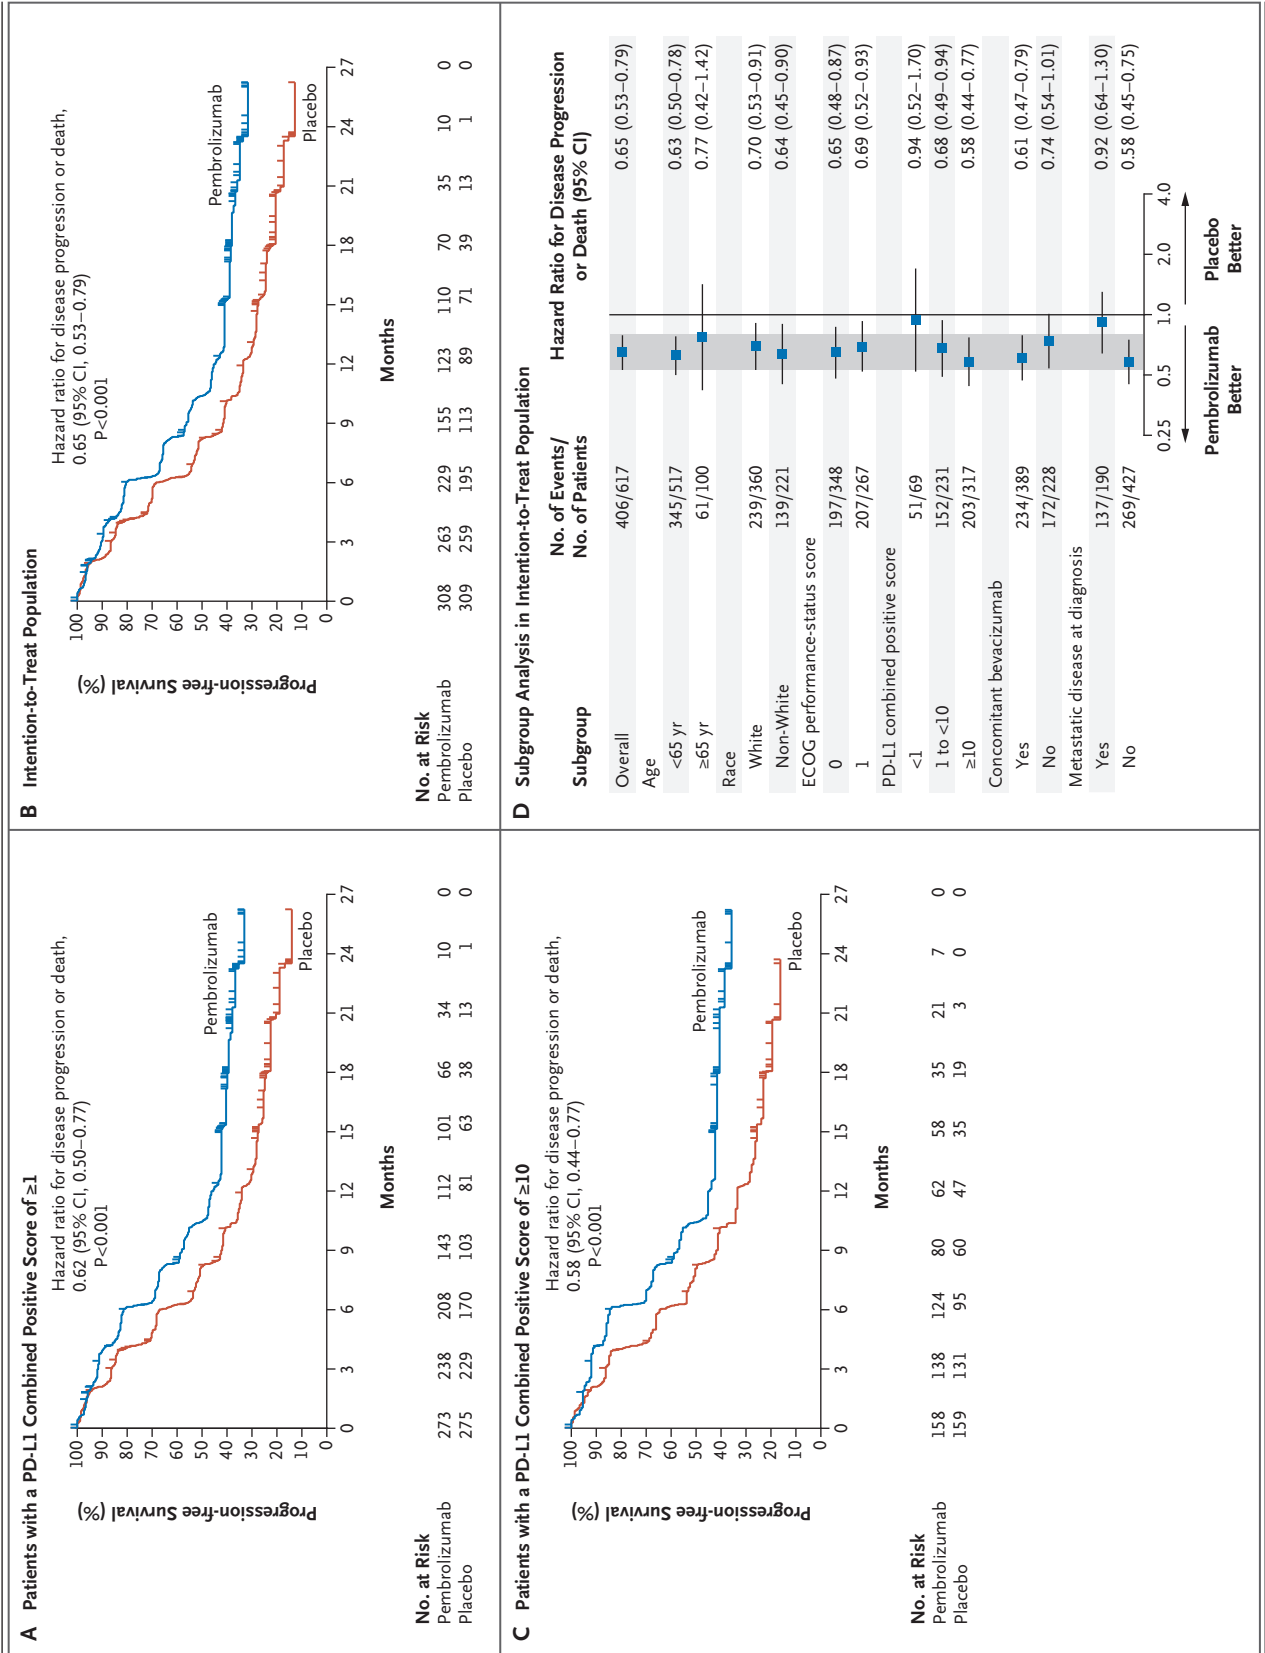 A Patients with a PD-L1 Combined Positive Score of ≥1
Progression-free Survival (%)
100
90
80
70
60
50
40
30
20
10
0
0 3 6 9 12 15 18 21 24 27
Months
Hazard ratio for disease progression or death,
0.62 (95% CI, 0.50–0.77)
P<0.001
Pembrolizumab
Placebo
No. at Risk
Pembrolizumab 273 238 208 143 112 101 66 34 10 0
Placebo 275 229 170 103 81 63 38 13 1 0
B Intention-to-Treat Population
Progression-free Survival (%)
100
90
80
70
60
50
40
30
20
10
0
0 3 6 9 12 15 18 21 24 27
Months
Hazard ratio for disease progression or death,
0.65 (95% CI, 0.53–0.79)
P<0.001
Pembrolizumab
Placebo
No. at Risk
Pembrolizumab 308 263 229 155 123 110 70 35 10 0
Placebo 309 259 195 113 89 71 39 13 1 0
C Patients with a PD-L1 Combined Positive Score of ≥10
Progression-free Survival (%)
100
90
80
70
60
50
40
30
20
10
0
0 3 6 9 12 15 18 21 24 27
Months
Hazard ratio for disease progression or death,
0.58 (95% CI, 0.44–0.77)
P<0.001
Pembrolizumab
Placebo
No. at Risk
Pembrolizumab 158 138 124 80 62 58 35 21 7 0
Placebo 159 131 95 60 47 35 19 3 0 0
D Subgroup Analysis in Intention-to-Treat Population
Subgroup
No. of Events/
No. of Patients
Hazard Ratio for Disease Progression
or Death (95% CI)
Overall 406/617 0.65 (0.53–0.79)
Age
<65 yr 345/517 0.63 (0.50–0.78)
≥65 yr 61/100 0.77 (0.42–1.42)
Race
White 239/360 0.70 (0.53–0.91)
Non-White 139/221 0.64 (0.45–0.90)
ECOG performance-status score
0 197/348 0.65 (0.48–0.87)
1 207/267 0.69 (0.52–0.93)
PD-L1 combined positive score
<1 51/69 0.94 (0.52–1.70)
1 to <10 152/231 0.68 (0.49–0.94)
≥10 203/317 0.58 (0.44–0.77)
Concomitant bevacizumab
Yes 234/389 0.61 (0.47–0.79)
No 172/228 0.74 (0.54–1.01)
Metastatic disease at diagnosis
Yes 137/190 0.92 (0.64–1.30)
No 269/427 0.58 (0.45–0.75)
0.25 0.5 1.0 2.0 4.0
Pembrolizumab
Better
Placebo
Better